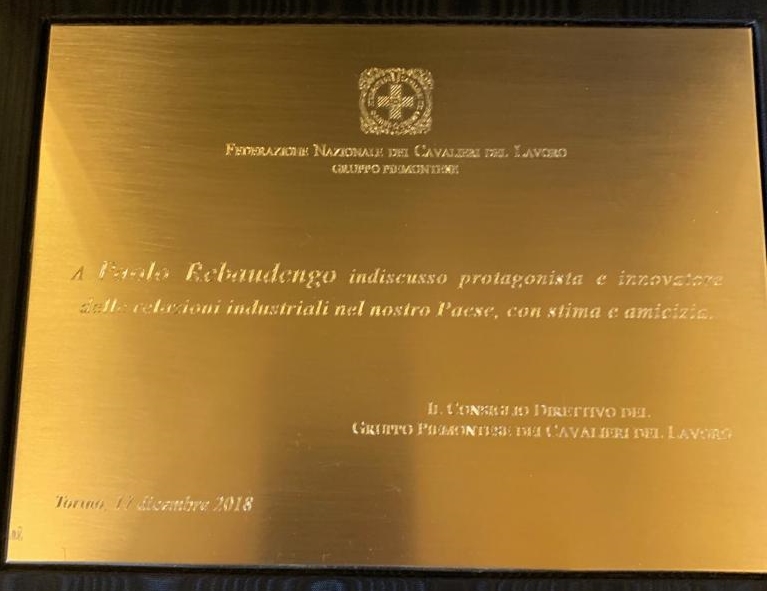 FEDERAZIONE NAZIONALE DEI CAVALIERI DEL LAVORO
GRUPPO PIEMONTESE
A Paolo Rebaudengo indiscusso protagonista e innovatore
delle relazioni industriali nel nostro Paese, con stima e amicizia.
IL CONSIGLIO DIRETTIVO DEL
GRUPPO PIEMONTESE DEI CAVALIERI DEL LAVORO
Torino, dicembre 2018